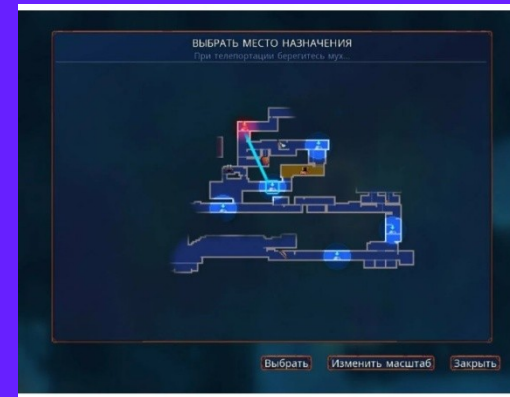 ВЫБРАТЬ МЕСТО НАЗНАЧЕНИЯ
При телепортации берегитесь мух...
Выбрать Изменить масштаб Закрыть